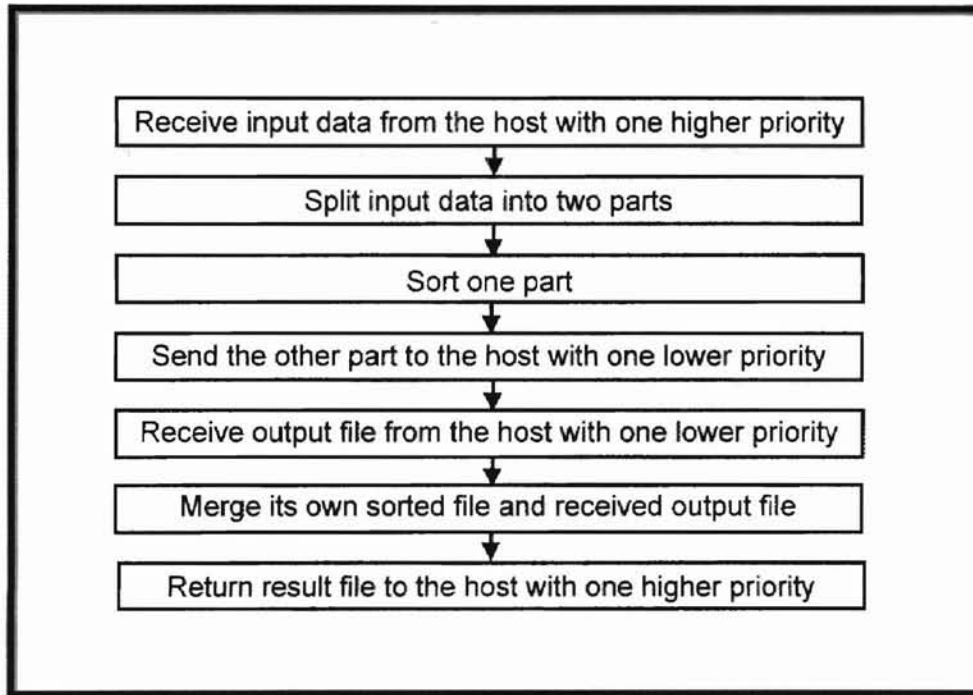 Receive input data from the host with one higher priority
Split input data into two parts
Sort one part
Send the other part to the host with one lower priority
Receive output file from the host with one lower priority
Merge its own sorted file and received output file
Return result file to the host with one higher priority